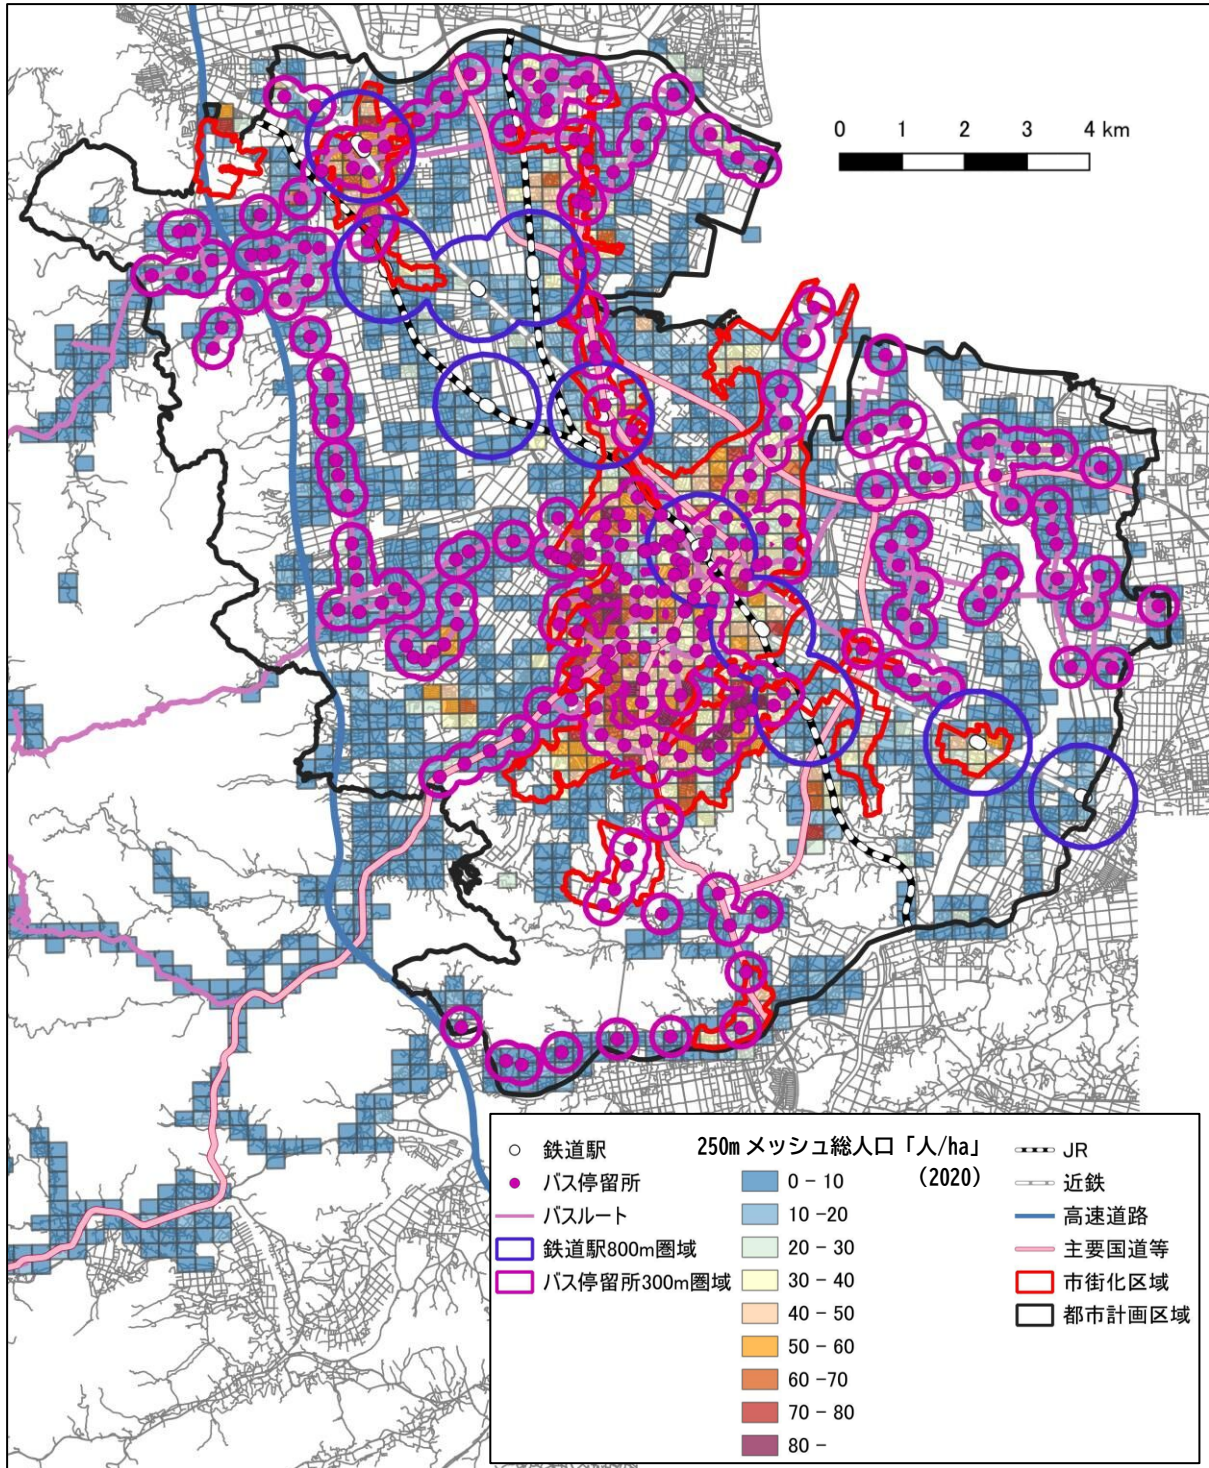 0 1 2 3 4 km
250m メッシュ総人口「人/ha」
（2020）
鉄道駅
バス停留所
バスルート
鉄道駅800m圏域
バス停留所300m圏域
0 - 10
10 -20
20 - 30
30 - 40
40 - 50
50 - 60
60 -70
70 - 80
80 -
JR
近鉄
高速道路
主要国道等
市街化区域
都市計画区域